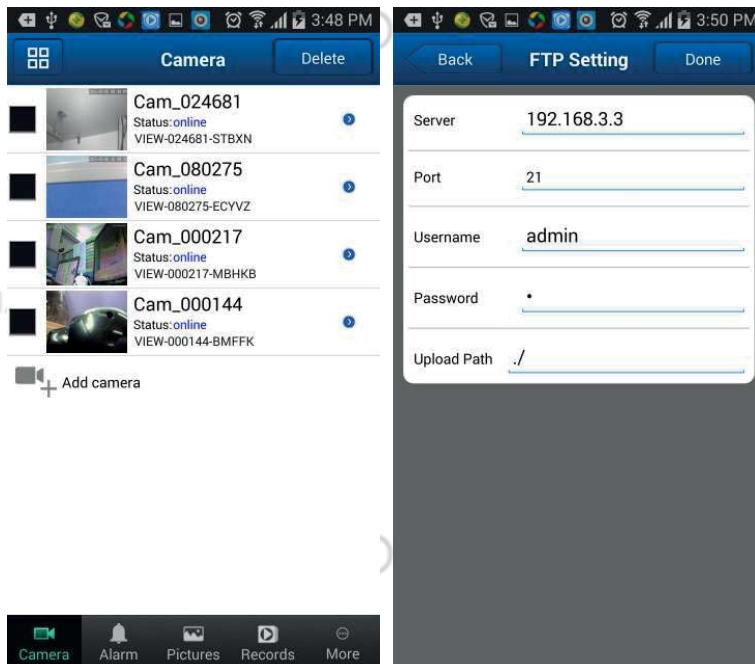 3:48 PM
Camera
Delete
Cam_024681
Status:online
VIEW-024681-STBXN
Cam_080275
Status:online
VIEW-080275-ECYVZ
Cam_000217
Status:online
VIEW-000217-MBHKB
Cam_000144
Status:online
VIEW-000144-BMFFK
Add camera
Camera
Alarm
Pictures
Records
More
3:50 PM
Back
FTP Setting
Done
Server 192.168.3.3
Port 21
Username admin
Password •
Upload Path ./